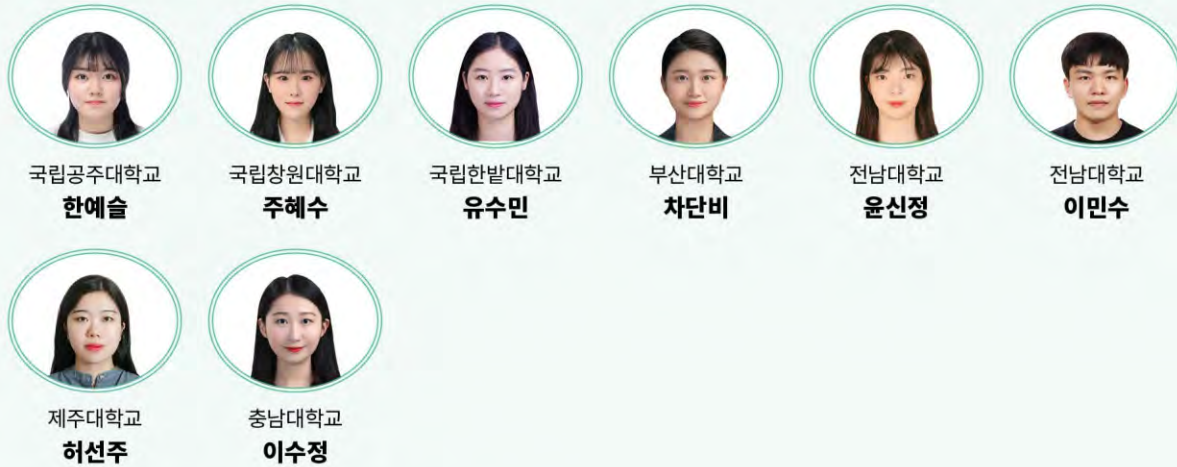 국립공주대학교
한예슬
국립창원대학교
주혜수
국립한밭대학교
유수민
부산대학교
차단비
전남대학교
윤신정
전남대학교
이민수
제주대학교
허선주
충남대학교
이수정